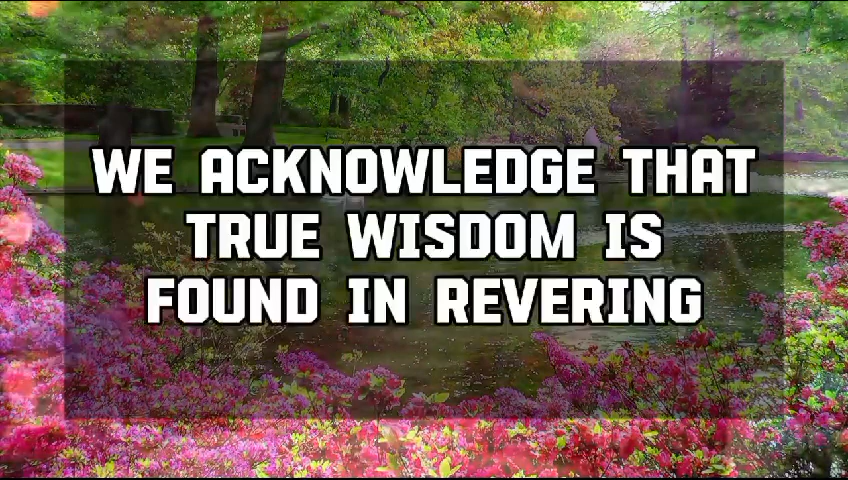 WE ACKNOWLEDGE THAT
TRUE WISDOM IS
FOUND IN REVERING